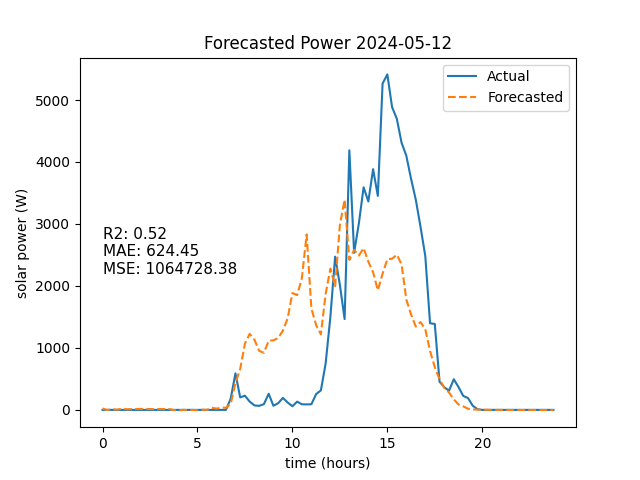 Forecasted Power 2024-05-12
Actual
Forecasted
R2: 0.52
MAE: 624.45
MSE: 1064728.38
solar power (W)
5000
4000
3000
2000
1000
0
0 5 10 15 20
time (hours)